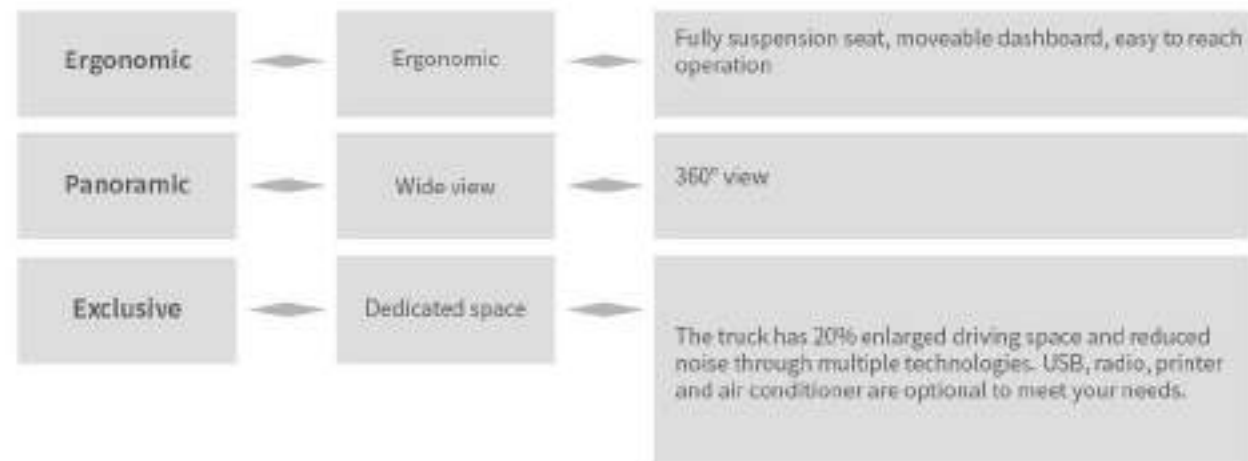 Ergonomic
Ergonomic
Fully suspension seat, moveable dashboard, easy to reach
operation
Panoramic
Wide view
360° view
Exclusive
Dedicated space
The truck has 20% enlarged driving space and reduced
noise through multiple technologies. USB, radio, printer
and air conditioner are optional to meet your needs.